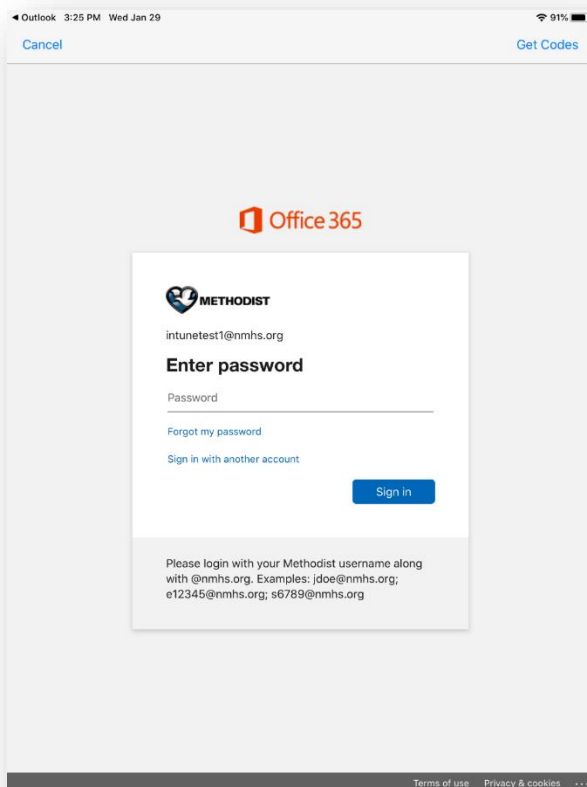 Outlook 3:25 PM Wed Jan 29 91%
Cancel Get Codes
Office 365
METHODIST
intunetest1@nmhs.org
Enter password
Password
Forgot my password
Sign in with another account
Sign in
Please login with your Methodist username along
with @nmhs.org. Examples: jdoe@nmhs.org;
e12345@nmhs.org; s6789@nmhs.org
Terms of use Privacy & cookies ...